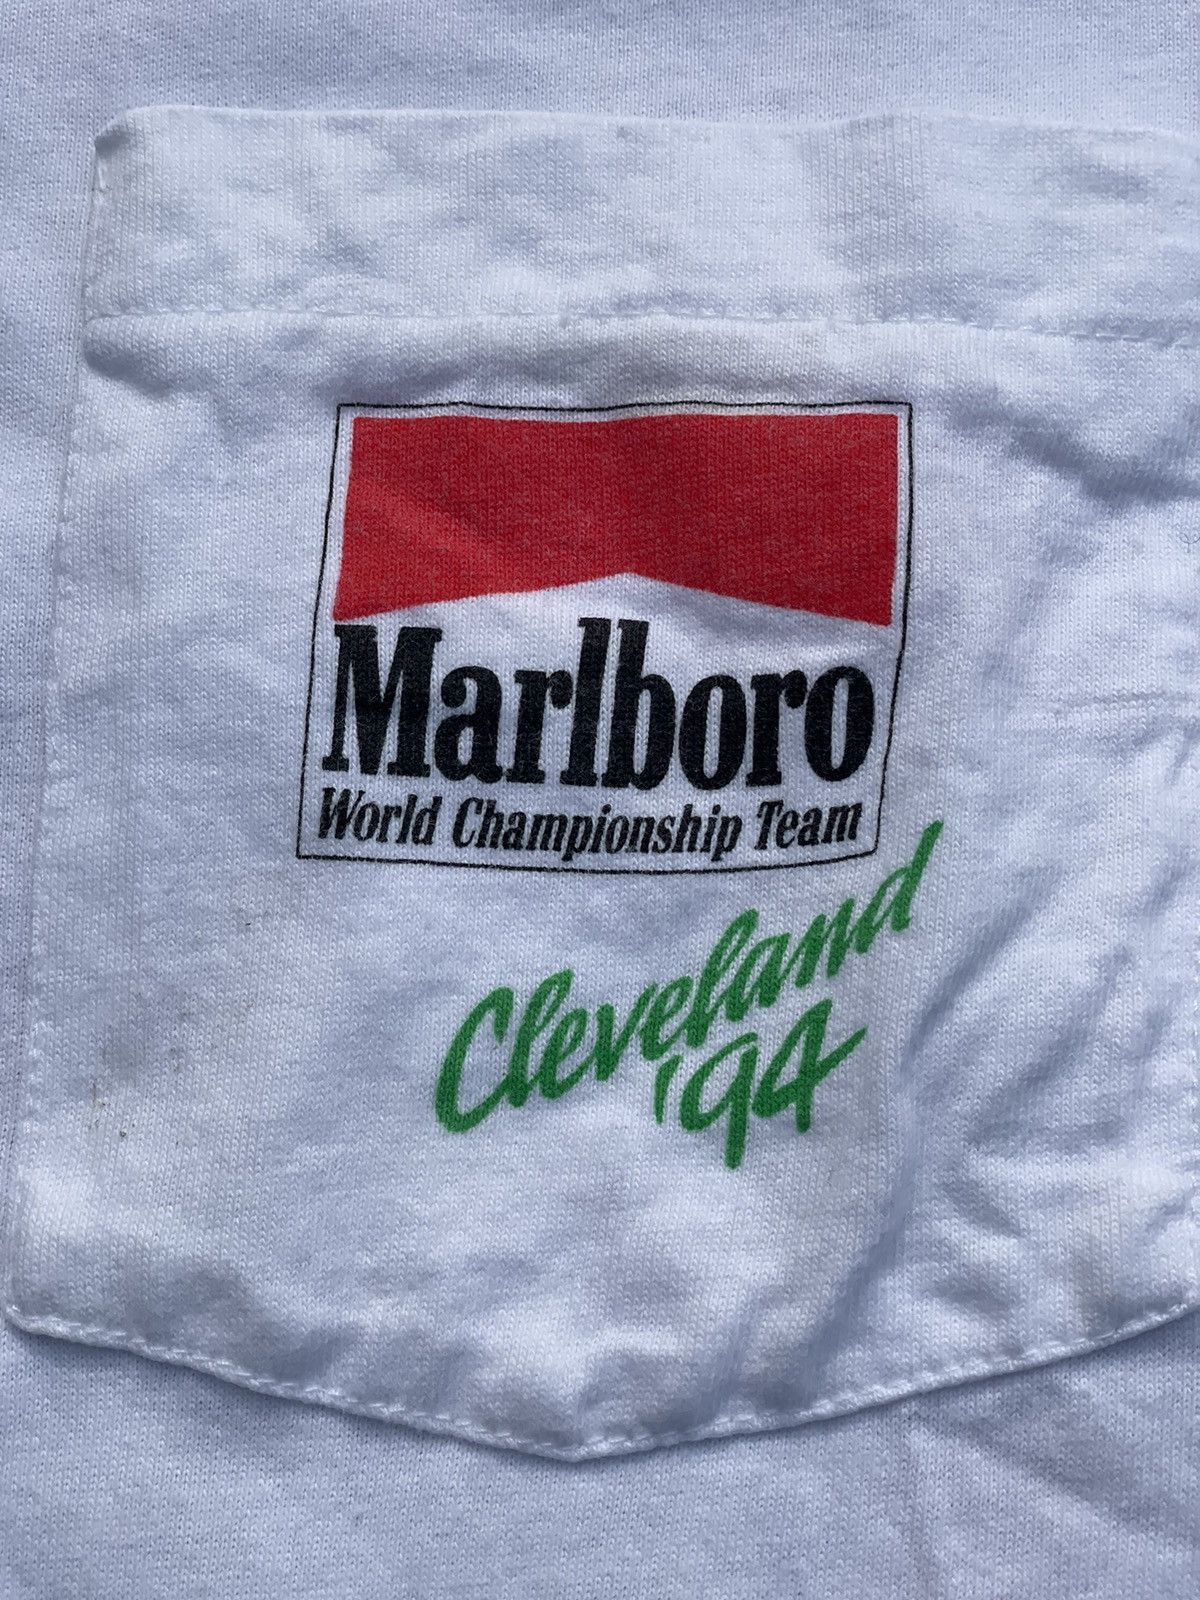 Marlboro
World Championship Team
Cleveland
'94